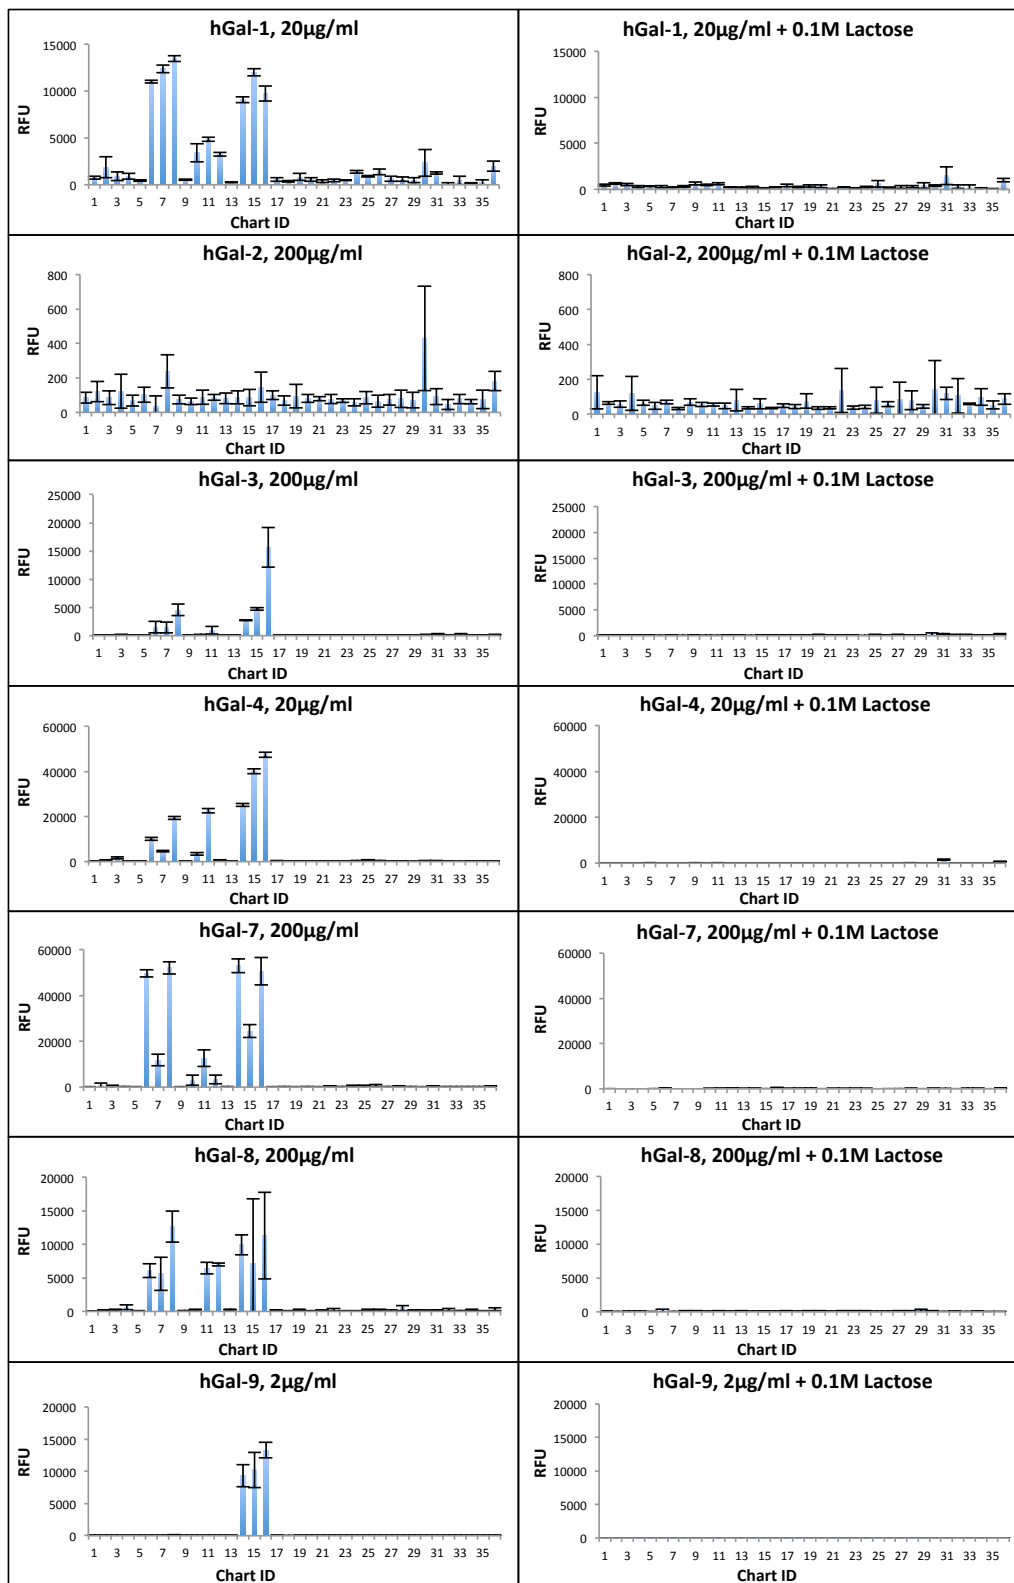 hGal-1, 20µg/ml
15000
10000
5000
0
RFU
1 3 5 7 9 11 13 15 17 19 21 23 25 27 29 31 33 35
Chart ID
hGal-1, 20µg/ml + 0.1M Lactose
15000
10000
5000
0
RFU
1 3 5 7 9 11 13 15 17 19 21 23 25 27 29 31 33 35
Chart ID
hGal-2, 200µg/ml
800
600
400
200
0
RFU
1 3 5 7 9 11 13 15 17 19 21 23 25 27 29 31 33 35
Chart ID
hGal-2, 200µg/ml + 0.1M Lactose
800
600
400
200
0
RFU
1 3 5 7 9 11 13 15 17 19 21 23 25 27 29 31 33 35
Chart ID
hGal-3, 200µg/ml
25000
20000
15000
10000
5000
0
RFU
1 3 5 7 9 11 13 15 17 19 21 23 25 27 29 31 33 35
Chart ID
hGal-3, 200µg/ml + 0.1M Lactose
25000
20000
15000
10000
5000
0
RFU
1 3 5 7 9 11 13 15 17 19 21 23 25 27 29 31 33 35
Chart ID
hGal-4, 20µg/ml
60000
40000
20000
0
RFU
1 3 5 7 9 11 13 15 17 19 21 23 25 27 29 31 33 35
Chart ID
hGal-4, 20µg/ml + 0.1M Lactose
60000
40000
20000
0
RFU
1 3 5 7 9 11 13 15 17 19 21 23 25 27 29 31 33 35
Chart ID
hGal-7, 200µg/ml
60000
40000
20000
0
RFU
1 3 5 7 9 11 13 15 17 19 21 23 25 27 29 31 33 35
Chart ID
hGal-7, 200µg/ml + 0.1M Lactose
60000
40000
20000
0
RFU
1 3 5 7 9 11 13 15 17 19 21 23 25 27 29 31 33 35
Chart ID
hGal-8, 200µg/ml
20000
15000
10000
5000
0
RFU
1 3 5 7 9 11 13 15 17 19 21 23 25 27 29 31 33 35
Chart ID
hGal-8, 200µg/ml + 0.1M Lactose
20000
15000
10000
5000
0
RFU
1 3 5 7 9 11 13 15 17 19 21 23 25 27 29 31 33 35
Chart ID
hGal-9, 2µg/ml
20000
15000
10000
5000
0
RFU
1 3 5 7 9 11 13 15 17 19 21 23 25 27 29 31 33 35
Chart ID
hGal-9, 2µg/ml + 0.1M Lactose
20000
15000
10000
5000
0
RFU
1 3 5 7 9 11 13 15 17 19 21 23 25 27 29 31 33 35
Chart ID